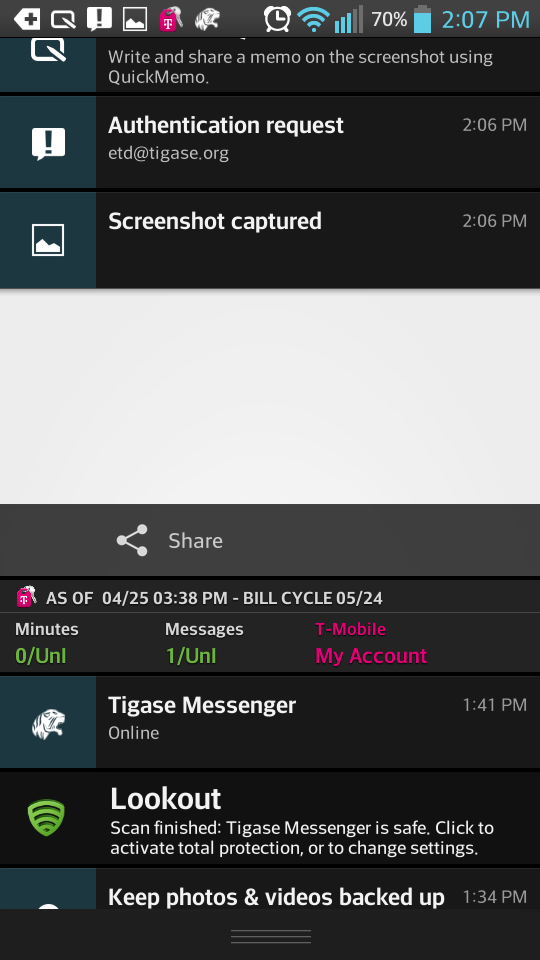 70% 2:07 PM
Write and share a memo on the screenshot using
QuickMemo.
Authentication request 2:06 PM
etd@tigase.org
Screenshot captured 2:06 PM
Share
T AS OF 04/25 03:38 PM - BILL CYCLE 05/24
Minutes Messages T-Mobile
0/Unl 1/Unl My Account
Tigase Messenger 1:41 PM
Online
Lookout
Scan finished: Tigase Messenger is safe. Click to
activate total protection, or to change settings.
Keep photos & videos backed up 1:34 PM